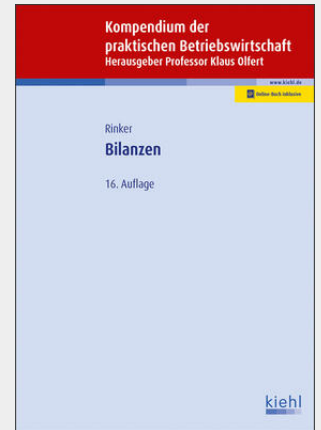 Kompendium der
praktischen Betriebswirtschaft
Herausgeber Professor Klaus Olfert
www.kiehl.de
Online-Buch inklusive
Rinker
Bilanzen
16. Auflage
kiehl